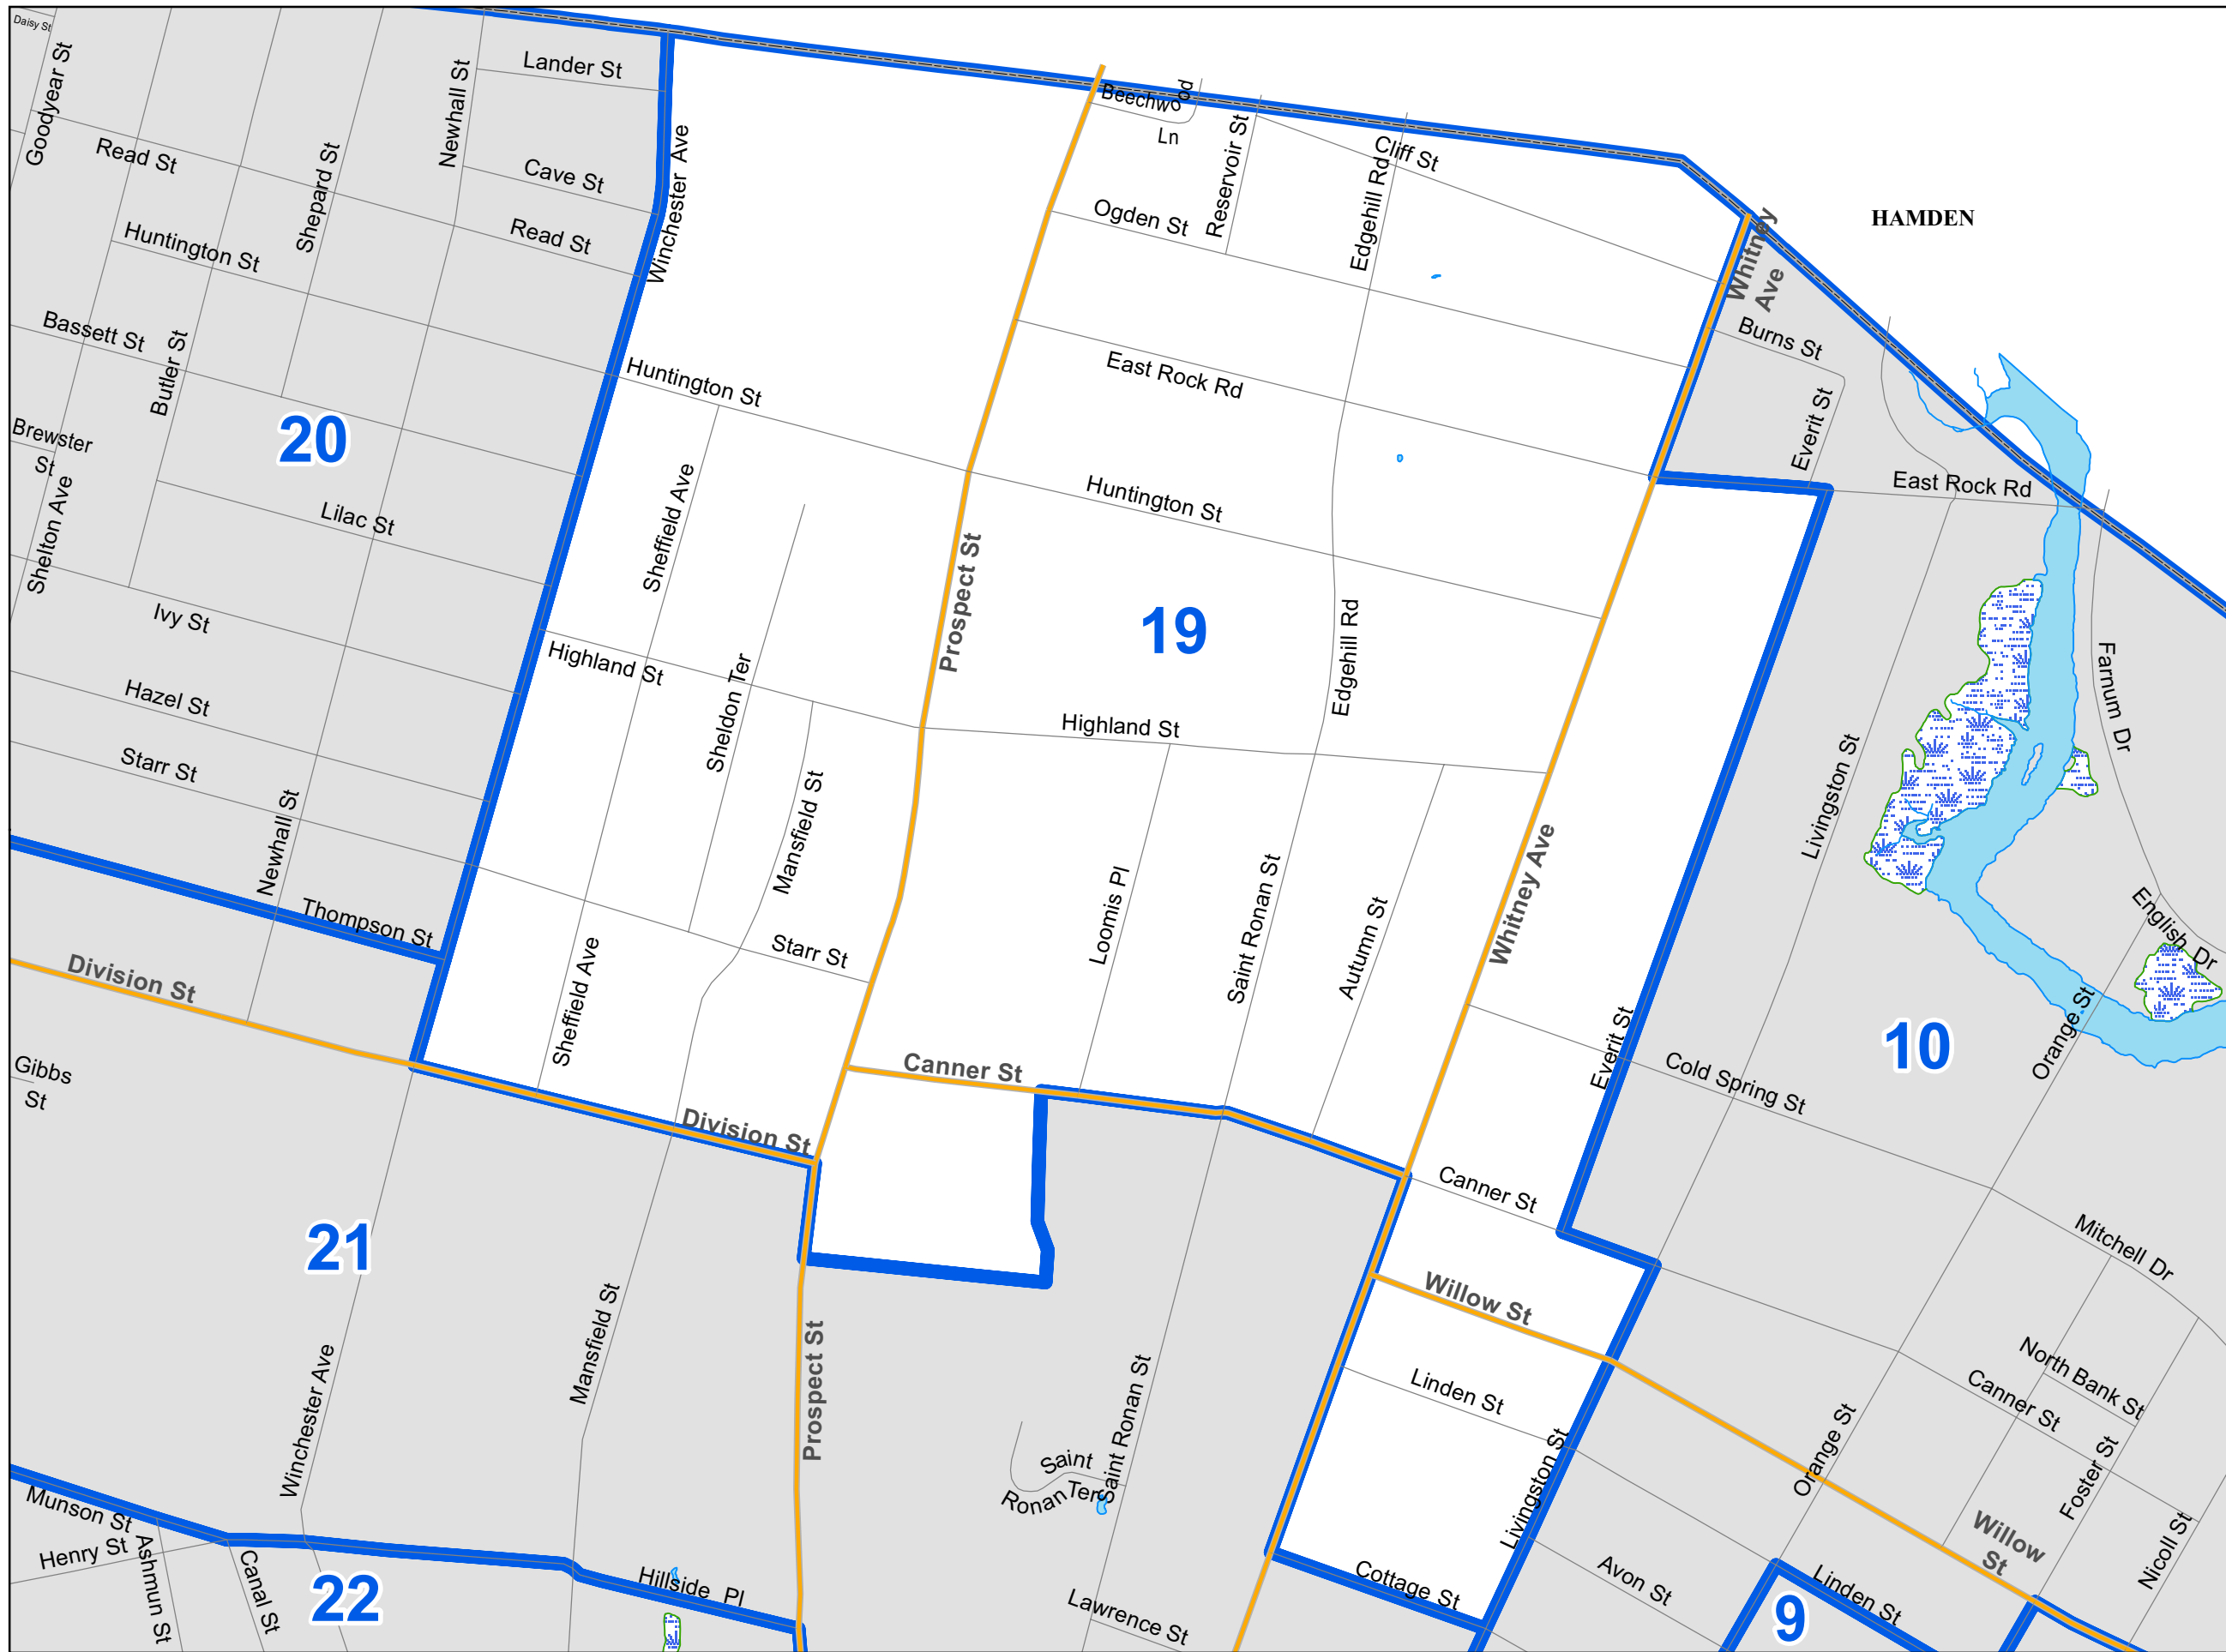 Daisy St
Goodyear St
Newhall St
Lander St
Beechwood
Ln
Reservoir St
Cliff St
Edgehill Rd
Read St
Shepard St
Cave St
Winchester Ave
Ogden St
Whitney
Ave
HAMDEN
Huntington St
Read St
Bassett St
Butler St
Huntington St
East Rock Rd
Burns St
Everit St
20
Brewster
St
Shelton Ave
Lilac St
Sheffield Ave
Huntington St
East Rock Rd
Prospect St
19
Ivy St
Highland St
Sheldon Ter
Edgehill Rd
Highland St
Farnum Dr
Hazel St
Starr St
Newhall St
Mansfield St
Livingston St
Whitney Ave
Loomis Pl
Saint Ronan St
Autumn St
Thompson St
Starr St
Sheffield Ave
English Dr
Division St
Orange St
10
Everit St
Cold Spring St
Gibbs
St
Canner St
Division St
Canner St
21
Mitchell Dr
Willow St
Prospect St
Mansfield St
Winchester Ave
Saint Ronan St
Linden St
North Bank St
Canner St
Orange St
Foster St
Saint
Ronan Ter
Livingston St
Munson St
Henry St
Ashmun St
Canal St
22
Hillside Pl
Lawrence St
Cottage St
Avon St
9
Linden St
Willow
St
Nicoll St